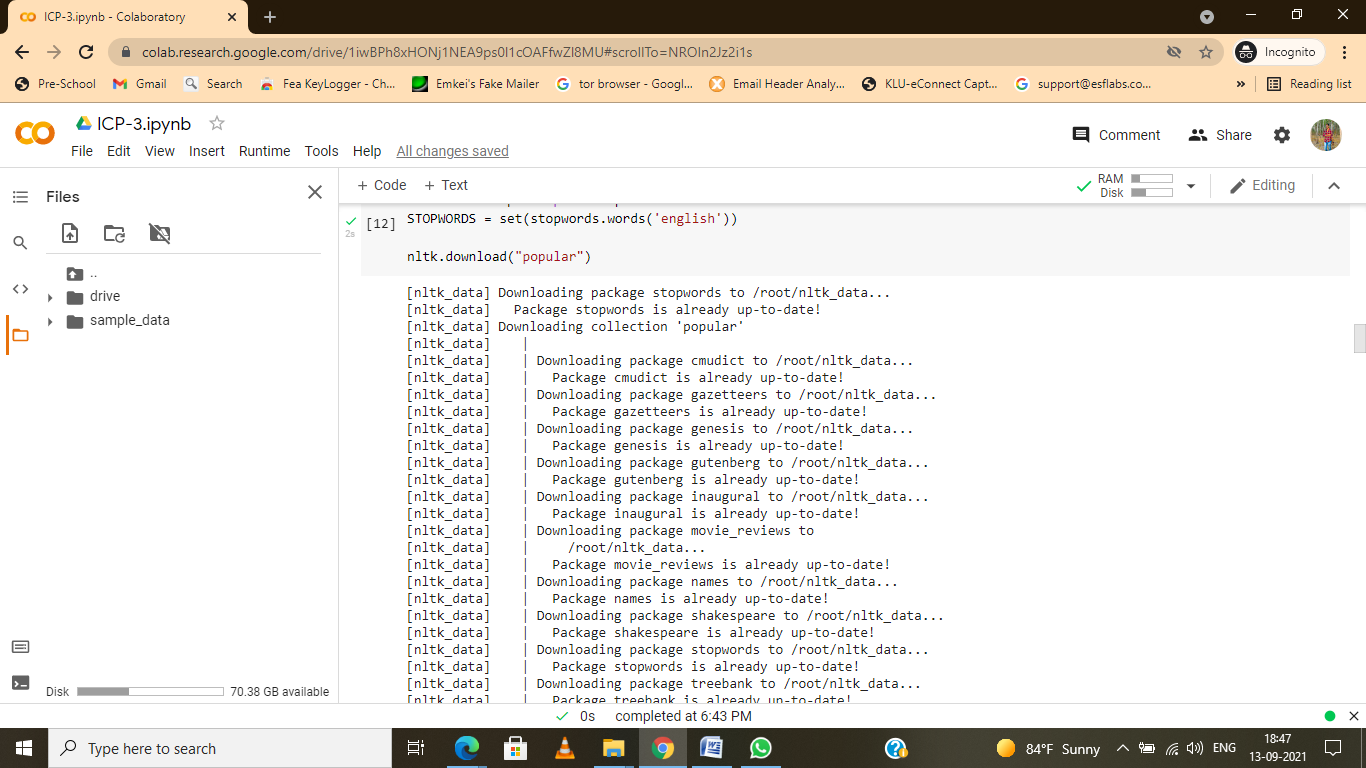 ICP-3.ipynb - Colaboratory
colab.research.google.com/drive/1iwBPh8xHONj1NEA9ps0l1cOAFfwZl8MU#scrollTo=NROIn2Jz2i1s
Incognito
Pre-School Gmail Search Fea KeyLogger - Ch... Emkei's Fake Mailer tor browser - Googl... Email Header Analy... KLU-eConnect Capt... support@esflabs.co... » Reading list
ICP-3.ipynb
Comment Share
File Edit View Insert Runtime Tools Help All changes saved
Files
+ Code + Text
RAM
Disk
Editing
..
drive
sample_data
Disk 70.38 GB available
2s
[12] STOPWORDS = set(stopwords.words('english'))
nltk.download("popular")
[nltk_data] Downloading package stopwords to /root/nltk_data...
[nltk_data]   Package stopwords is already up-to-date!
[nltk_data] Downloading collection 'popular'
[nltk_data]    |
[nltk_data]    | Downloading package cmudict to /root/nltk_data...
[nltk_data]    |   Package cmudict is already up-to-date!
[nltk_data]    | Downloading package gazetteers to /root/nltk_data...
[nltk_data]    |   Package gazetteers is already up-to-date!
[nltk_data]    | Downloading package genesis to /root/nltk_data...
[nltk_data]    |   Package genesis is already up-to-date!
[nltk_data]    | Downloading package gutenberg to /root/nltk_data...
[nltk_data]    |   Package gutenberg is already up-to-date!
[nltk_data]    | Downloading package inaugural to /root/nltk_data...
[nltk_data]    |   Package inaugural is already up-to-date!
[nltk_data]    | Downloading package movie_reviews to
[nltk_data]    |     /root/nltk_data...
[nltk_data]    |   Package movie_reviews is already up-to-date!
[nltk_data]    | Downloading package names to /root/nltk_data...
[nltk_data]    |   Package names is already up-to-date!
[nltk_data]    | Downloading package shakespeare to /root/nltk_data...
[nltk_data]    |   Package shakespeare is already up-to-date!
[nltk_data]    | Downloading package stopwords to /root/nltk_data...
[nltk_data]    |   Package stopwords is already up-to-date!
[nltk_data]    | Downloading package treebank to /root/nltk_data...
[nltk_data]    |   Package treebank is already up-to-date!
0s completed at 6:43 PM
Type here to search
84°F Sunny
ENG
18:47
13-09-2021